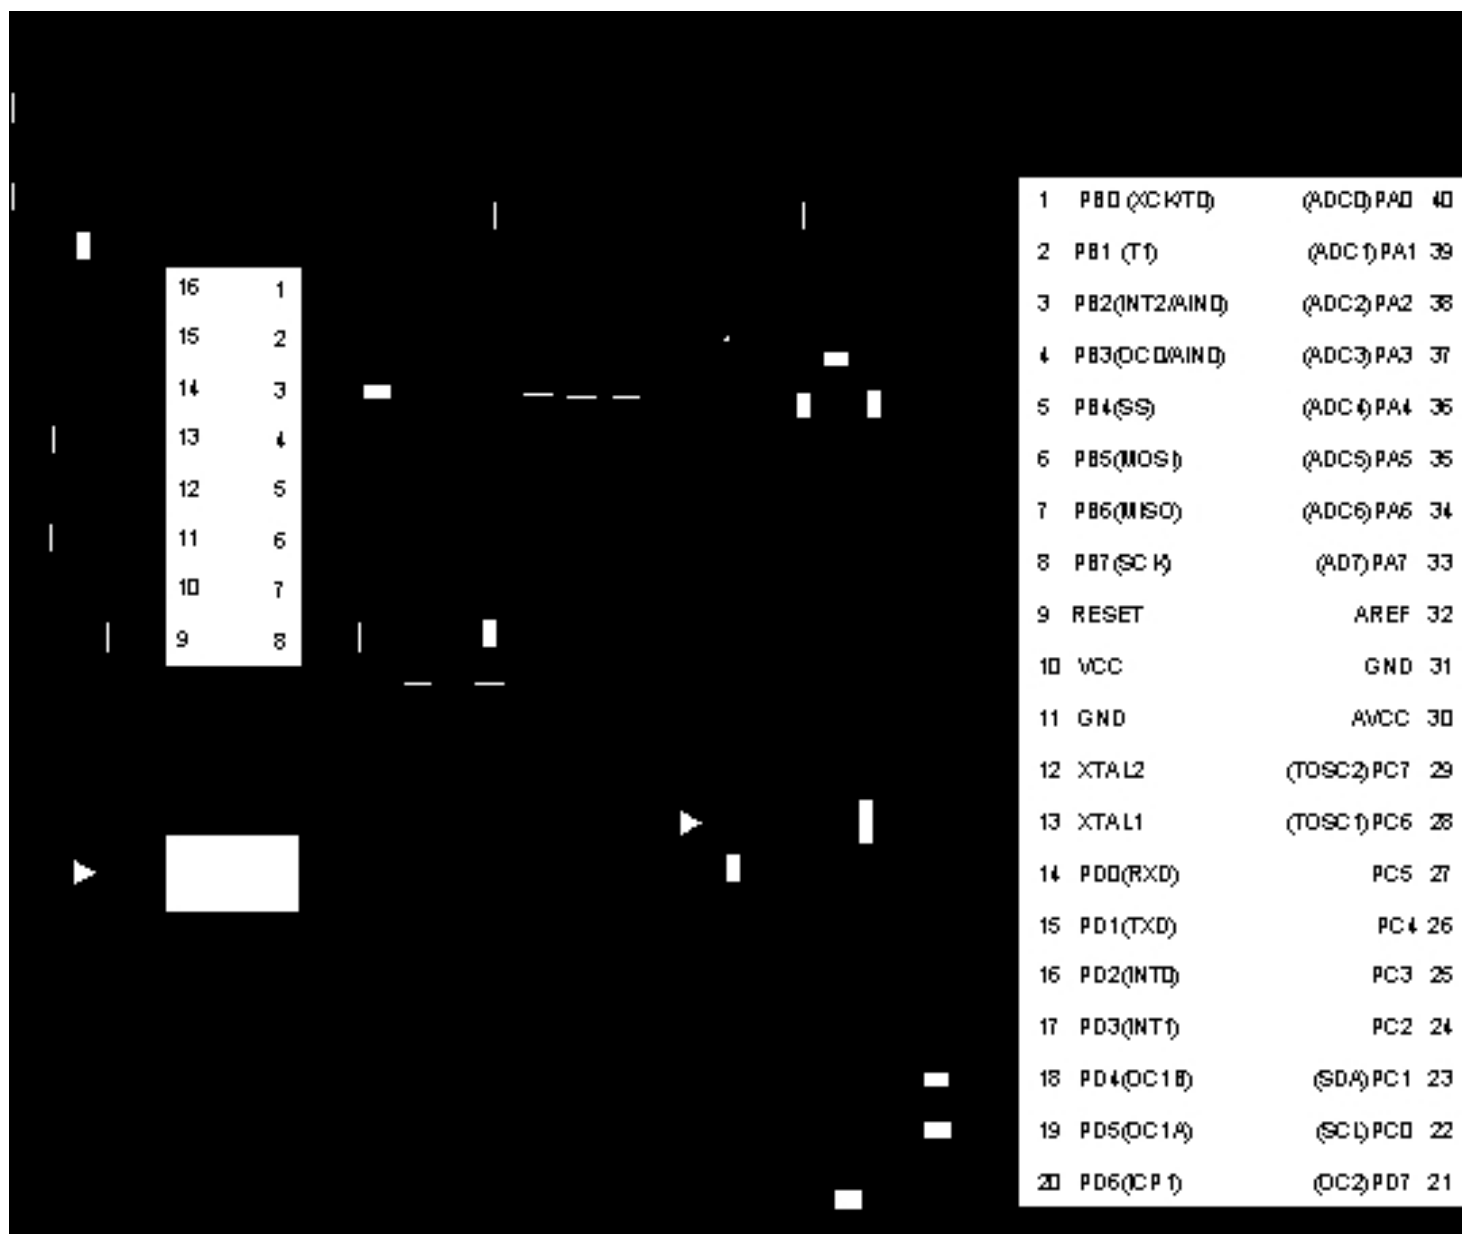 1 PB0 (XCK/T0) (ADC0)PA0 40
2 PB1 (T1) (ADC1)PA1 39
3 PB2(INT2/AIN0) (ADC2)PA2 38
4 PB3(OC0/AIN0) (ADC3)PA3 37
5 PB4(SS) (ADC4)PA4 36
6 PB5(MOSI) (ADC5)PA5 35
7 PB6(MISO) (ADC6)PA6 34
8 PB7(SCK) (AD7)PA7 33
9 RESET AREF 32
10 VCC GND 31
11 GND AVCC 30
12 XTAL2 (TOSC2)PC7 29
13 XTAL1 (TOSC1)PC6 28
14 PD0(RXD) PC5 27
15 PD1(TXD) PC4 26
16 PD2(INT0) PC3 25
17 PD3(INT1) PC2 24
18 PD4(OC1B) (SDA)PC1 23
19 PD5(OC1A) (SCL)PC0 22
20 PD6(ICP1) (OC2)PD7 21
16 1
15 2
14 3
13 4
12 5
11 6
10 7
9 8